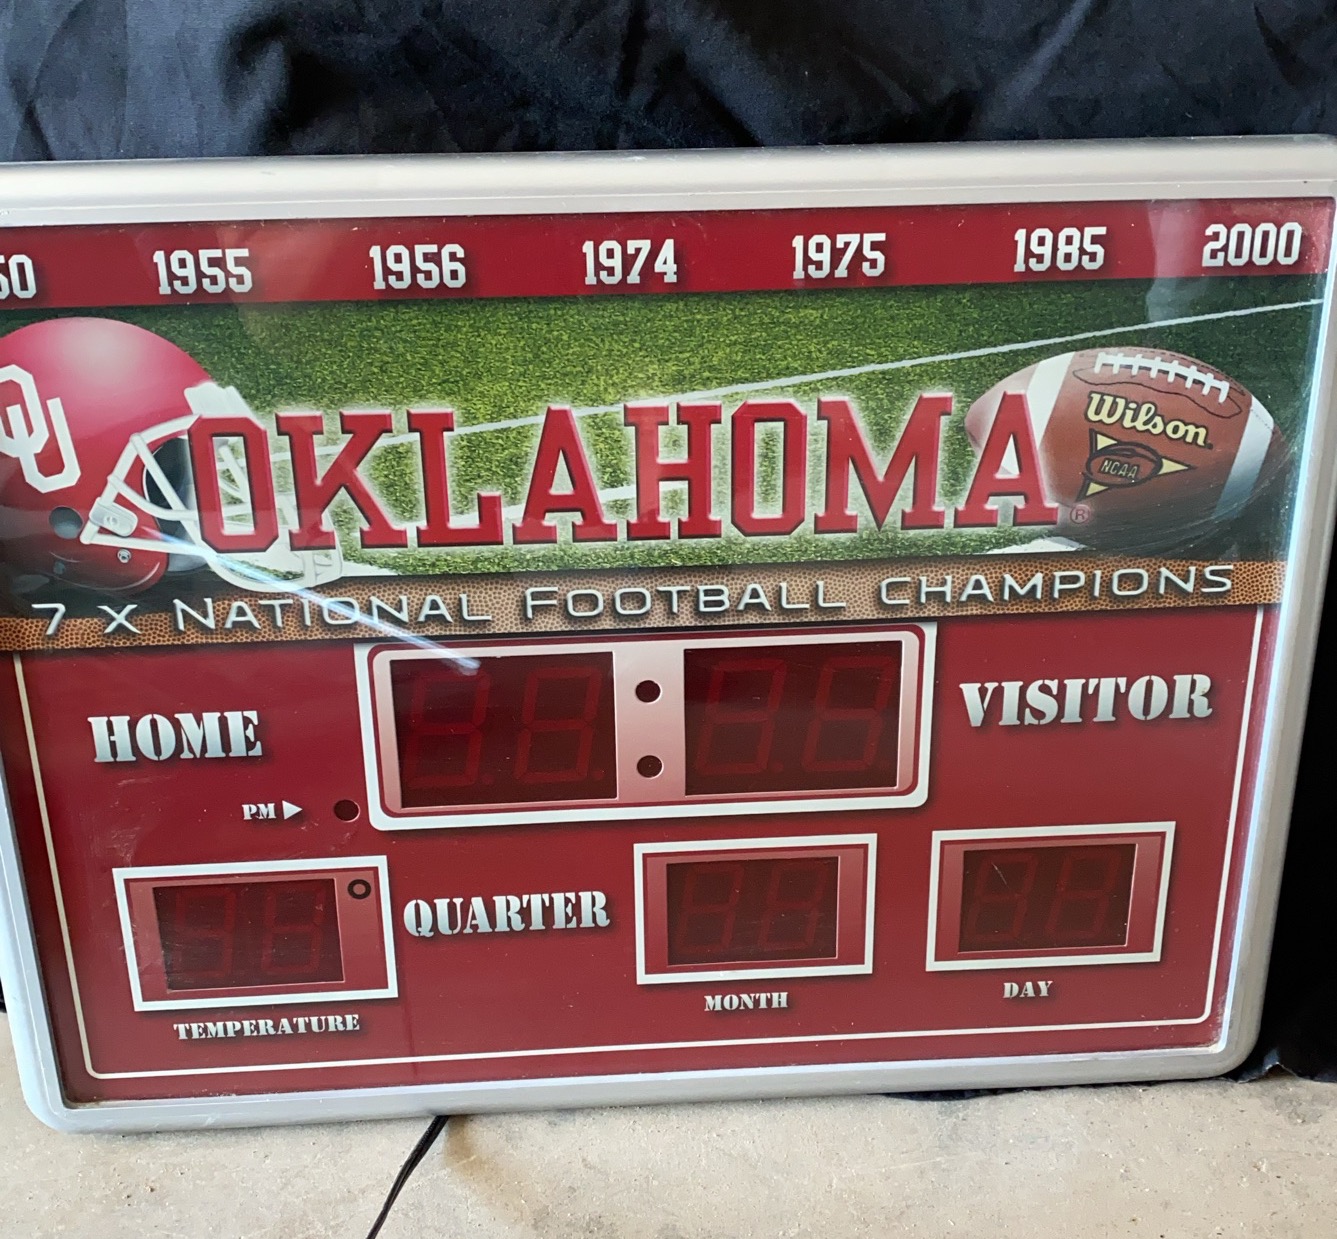 50 1955 1956 1974 1975 1985 2000
OU
Wilson
NCAA
OKLAHOMA®
7 X NATIONAL FOOTBALL CHAMPIONS
HOME VISITOR
PM ▶
QUARTER
TEMPERATURE MONTH DAY